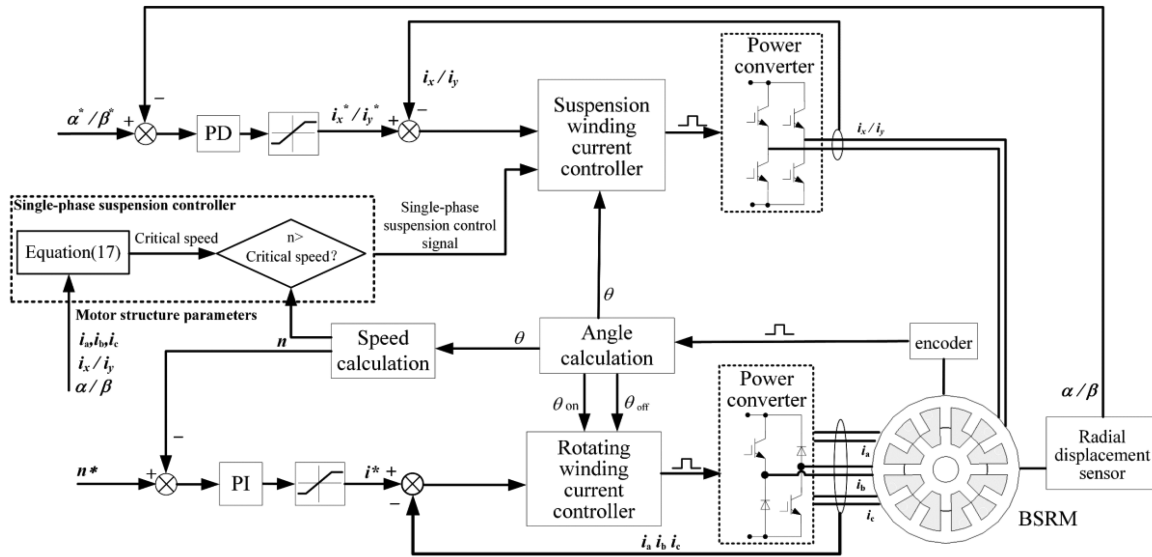 Power
converter
i_x / i_y
α*/β*
+
−
PD
i_x*/i_y*
+
−
Suspension
winding
current
controller
i_x / i_y
Single-phase suspension controller
Equation(17)
Critical speed
n>
Critical speed?
Single-phase
suspension control
signal
Motor structure parameters
i_a,i_b,i_c
i_x / i_y
α/β
n
Speed
calculation
θ
θ
Angle
calculation
encoder
θ on
θ off
Power
converter
α/β
n*
+
−
PI
i*
+
−
Rotating
winding
current
controller
i_a
i_b
i_c
i_a i_b i_c
BSRM
Radial
displacement
sensor